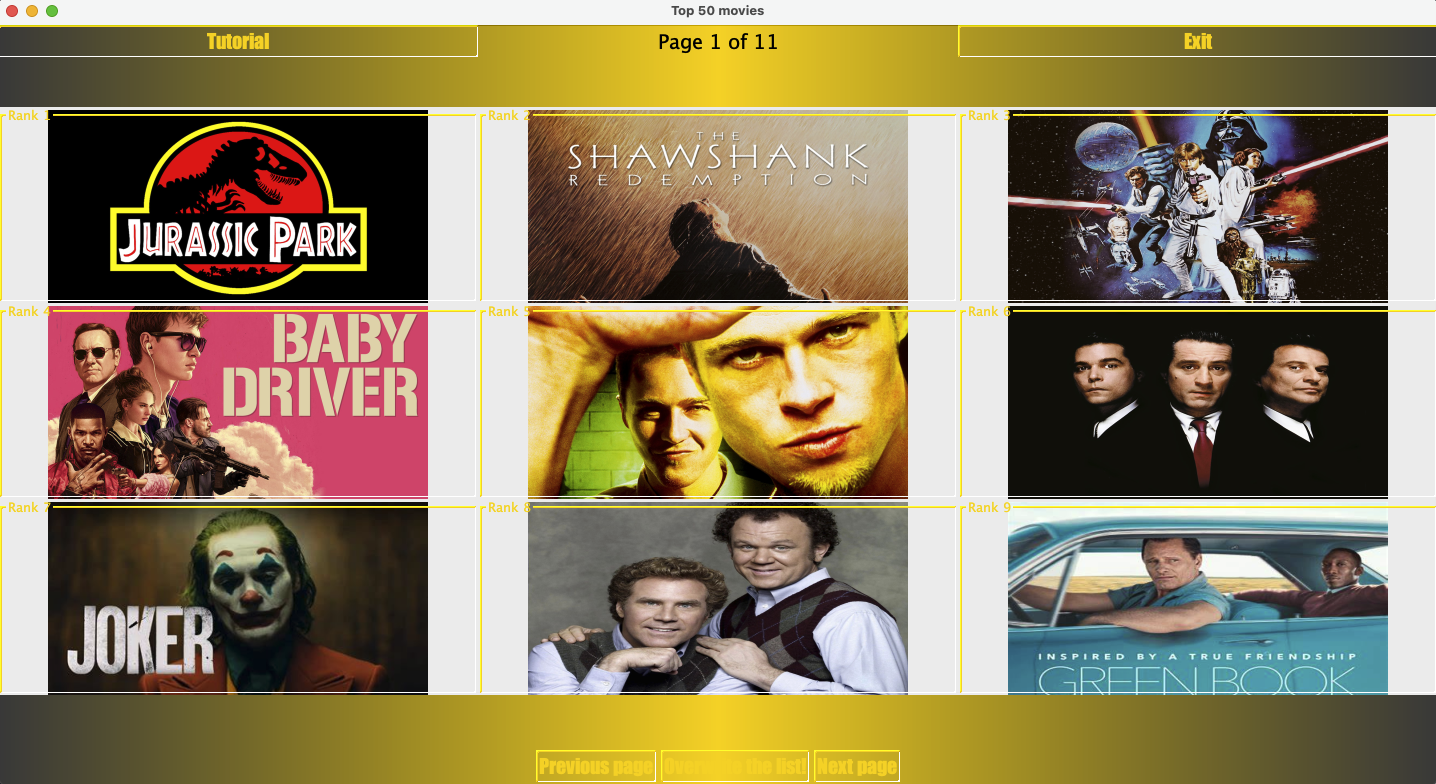 Top 50 movies
Tutorial
Page 1 of 11
Exit
Rank 1
Rank 2
Rank 3
JURASSIC PARK
THE
SHAWSHANK
REDEMPTION
Rank 4
Rank 5
Rank 6
BABY
DRIVER
Rank 7
Rank 8
Rank 9
JOKER
INSPIRED BY A TRUE FRIENDSHIP
GREEN BOOK
Previous page
the list!
Next page